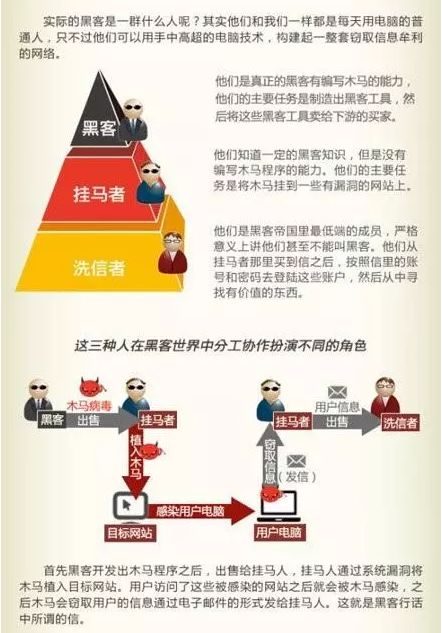 实际的黑客是一群什么人呢？其实他们和我们一样都是每天用电脑的普
通人，只不过他们可以用手中高超的电脑技术，构建起一整套窃取信息牟利
的网络。
黑客
他们是真正的黑客有编写木马的能力，
他们的主要任务是制造出黑客工具，然
后将这些黑客工具卖给下游的买家。
挂马者
他们知道一定的黑客知识，但是没有
编写木马程序的能力。他们的主要任
务是将木马挂到一些有漏洞的网站上。
洗信者
他们是黑客帝国里最低端的成员，严格
意义上讲他们甚至不能叫黑客。他们从
挂马者那里买到信之后，按照信里的账
号和密码去登陆这些账户，然后从中寻
找有价值的东西。
这三种人在黑客世界中分工协作扮演不同的角色
黑客
木马病毒
出售
挂马者
植入木马
目标网站
感染用户电脑
用户电脑
窃取信息
（发信）
挂马者
用户信息
出售
洗信者
首先黑客开发出木马程序之后，出售给挂马人，挂马人通过系统漏洞将
木马植入目标网站。用户访问了这些被感染的网站之后就会被木马感染，之
后木马会窃取用户的信息通过电子邮件的形式发给挂马人。这就是黑客行话
中所谓的信。